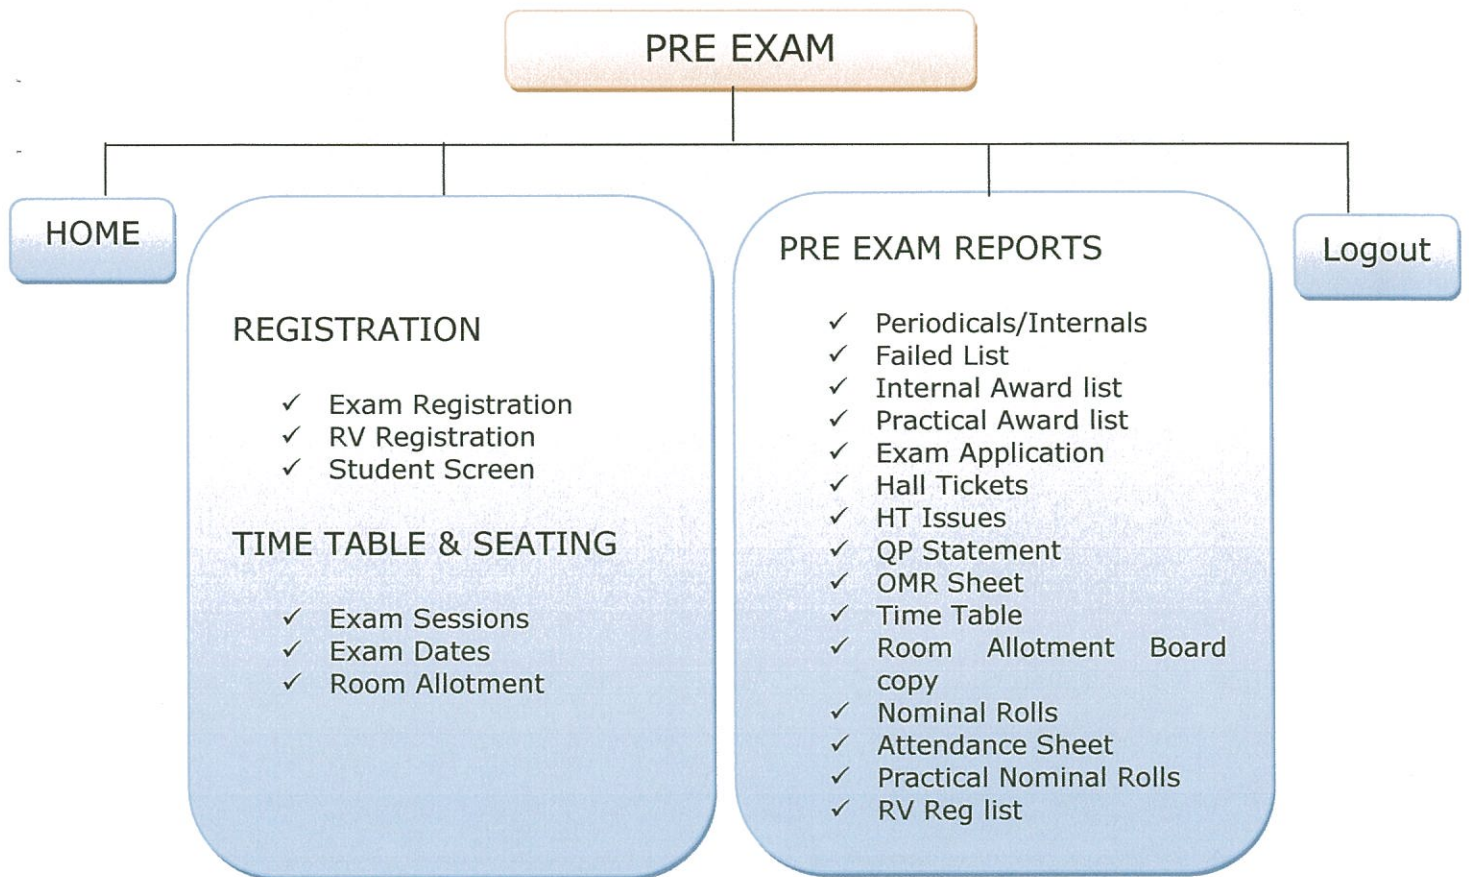 PRE EXAM
HOME
REGISTRATION
✓ Exam Registration
✓ RV Registration
✓ Student Screen
TIME TABLE & SEATING
✓ Exam Sessions
✓ Exam Dates
✓ Room Allotment
PRE EXAM REPORTS
✓ Periodicals/Internals
✓ Failed List
✓ Internal Award list
✓ Practical Award list
✓ Exam Application
✓ Hall Tickets
✓ HT Issues
✓ QP Statement
✓ OMR Sheet
✓ Time Table
✓ Room Allotment Board
copy
✓ Nominal Rolls
✓ Attendance Sheet
✓ Practical Nominal Rolls
✓ RV Reg list
Logout